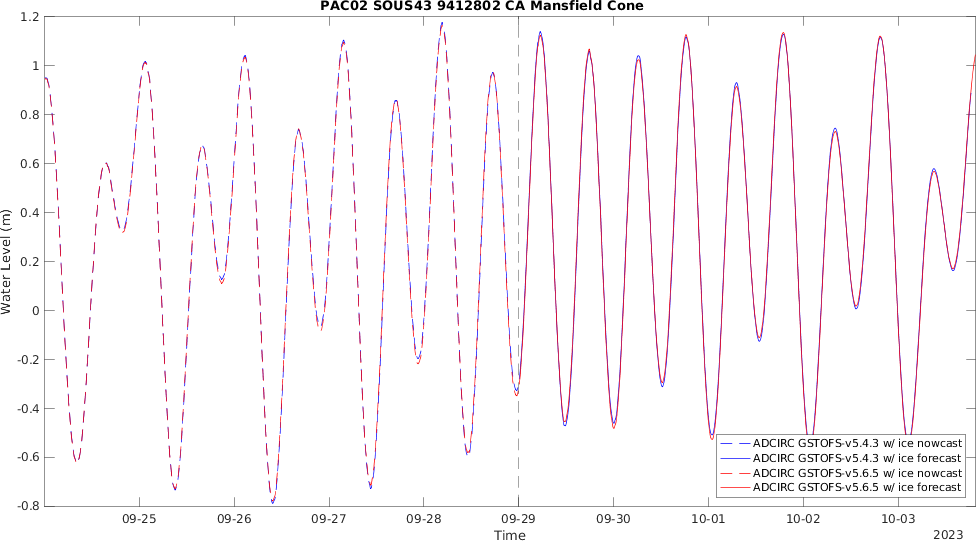 PAC02 SOUS43 9412802 CA Mansfield Cone
1.2
1
0.8
0.6
0.4
0.2
0
-0.2
-0.4
-0.6
-0.8
Water Level (m)
ADCIRC GSTOFS-v5.4.3 w/ ice nowcast
ADCIRC GSTOFS-v5.4.3 w/ ice forecast
ADCIRC GSTOFS-v5.6.5 w/ ice nowcast
ADCIRC GSTOFS-v5.6.5 w/ ice forecast
09-25 09-26 09-27 09-28 09-29 09-30 10-01 10-02 10-03
Time
2023